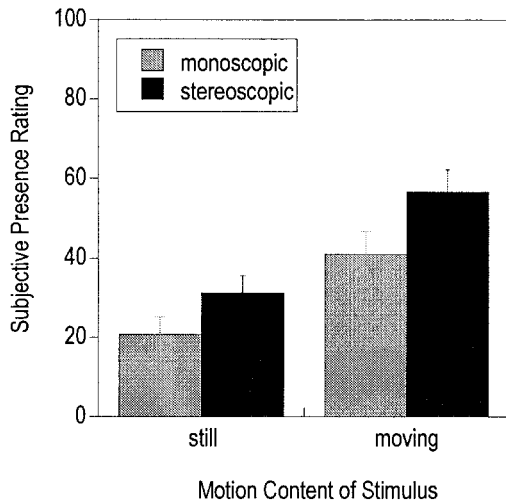 100
80
60
40
20
0
Subjective Presence Rating
monoscopic
stereoscopic
still
moving
Motion Content of Stimulus